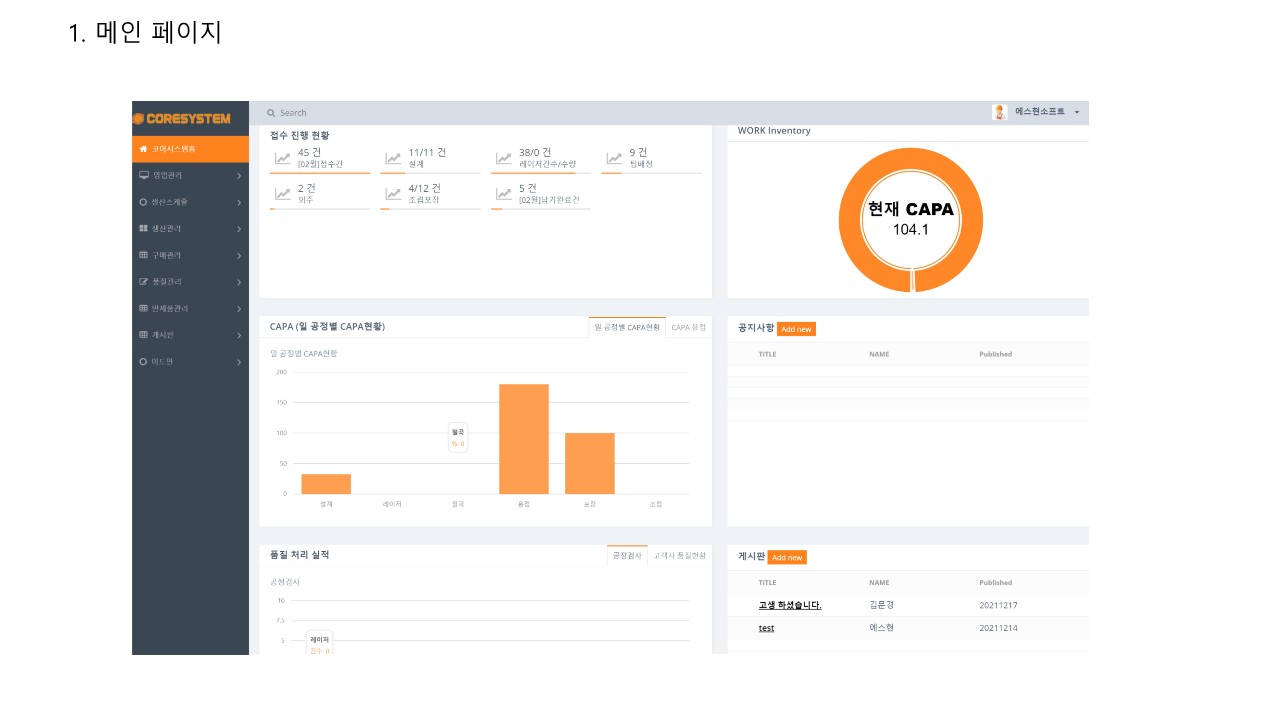 1. 메인 페이지
CORESYSTEM
Search
에스현소프트
코어시스템홈
영업관리
생산스케쥴
생산관리
구매관리
품질관리
반제품관리
게시판
어드민
접수 진행 현황
45 건
[02월]접수건
11/11 건
설계
38/0 건
레이저건수/수량
9 건
팀배정
2 건
외주
4/12 건
조립포장
5 건
[02월]납기완료건
WORK Inventory
현재 CAPA
104.1
CAPA (일 공정별 CAPA현황)
일 공정별 CAPA현황
CAPA 용접
일 공정별 CAPA현황
200
150
100
50
0
절곡
%: 0
설계
레이저
절곡
용접
도장
조립
공지사항
Add new
TITLE
NAME
Published
품질 처리 실적
공정검사
고객사 품질현황
공정검사
10
7.5
5
레이저
건수: 0
게시판
Add new
TITLE
NAME
Published
고생 하셨습니다.
김문경
20211217
test
에스현
20211214